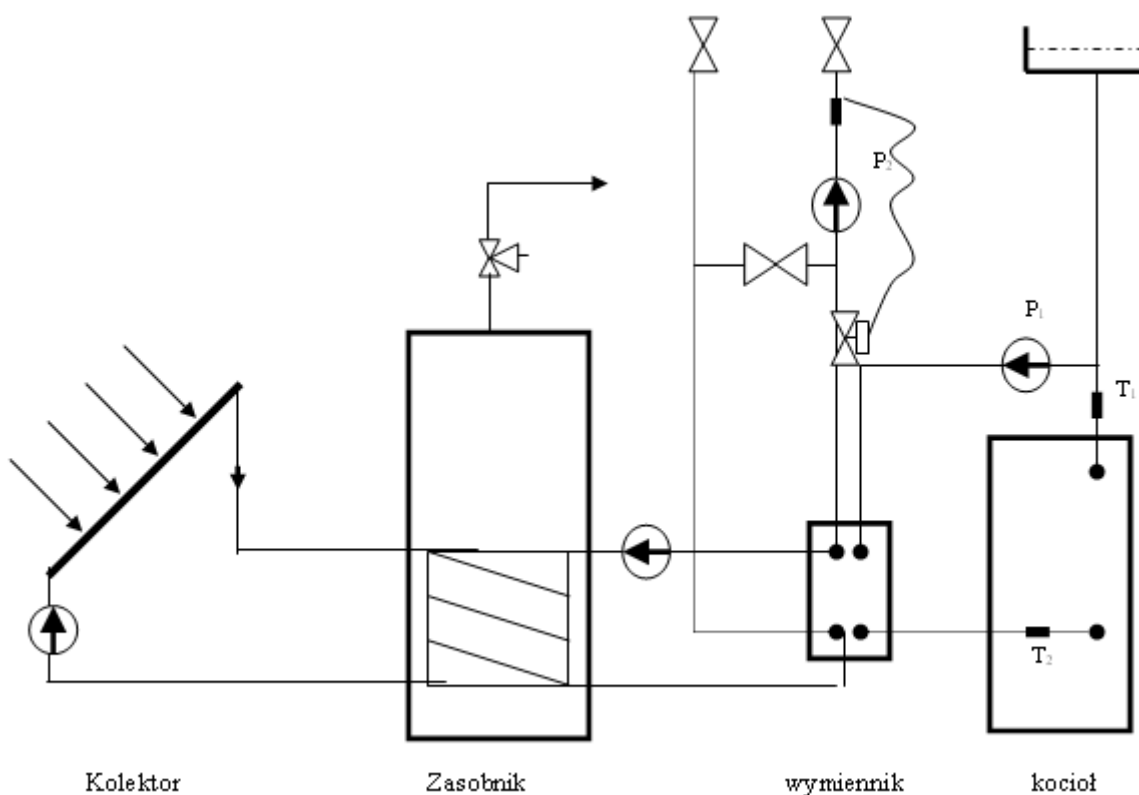 P2
P1
T1
T2
Kolektor
Zasobnik
wymiennik
kocioł